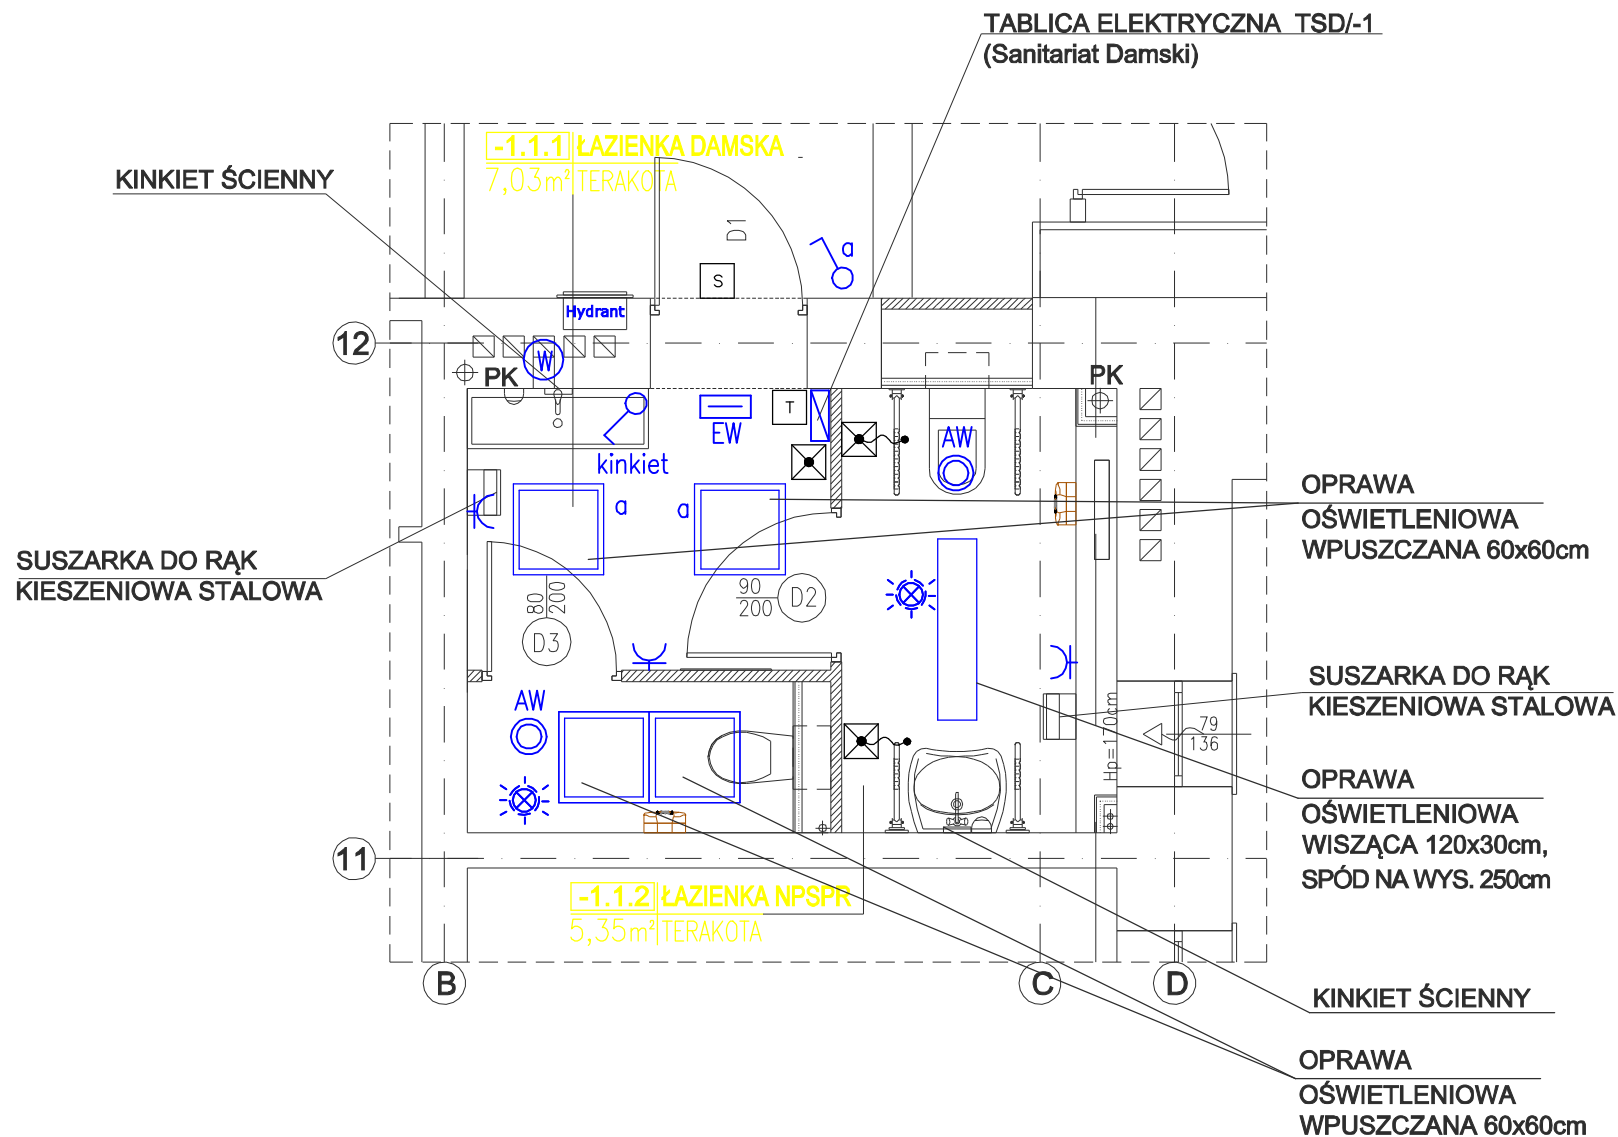 TABLICA ELEKTRYCZNA TSD/-1
(Sanitariat Damski)
-1.1.1 ŁAZIENKA DAMSKA
7,03m² TERAKOTA
KINKIET ŚCIENNY
D1
a
S
Hydrant
12
W
PK
PK
T
EW
AW
kinkiet
a
a
OPRAWA
OŚWIETLENIOWA
WPUSZCZANA 60x60cm
SUSZARKA DO RĄK
KIESZENIOWA STALOWA
80
200
D3
90
200
D2
SUSZARKA DO RĄK
KIESZENIOWA STALOWA
AW
Hp=170cm
79
136
OPRAWA
OŚWIETLENIOWA
WISZĄCA 120x30cm,
SPÓD NA WYS. 250cm
11
-1.1.2 ŁAZIENKA NPSPR
5,35m² TERAKOTA
B
C
D
KINKIET ŚCIENNY
OPRAWA
OŚWIETLENIOWA
WPUSZCZANA 60x60cm